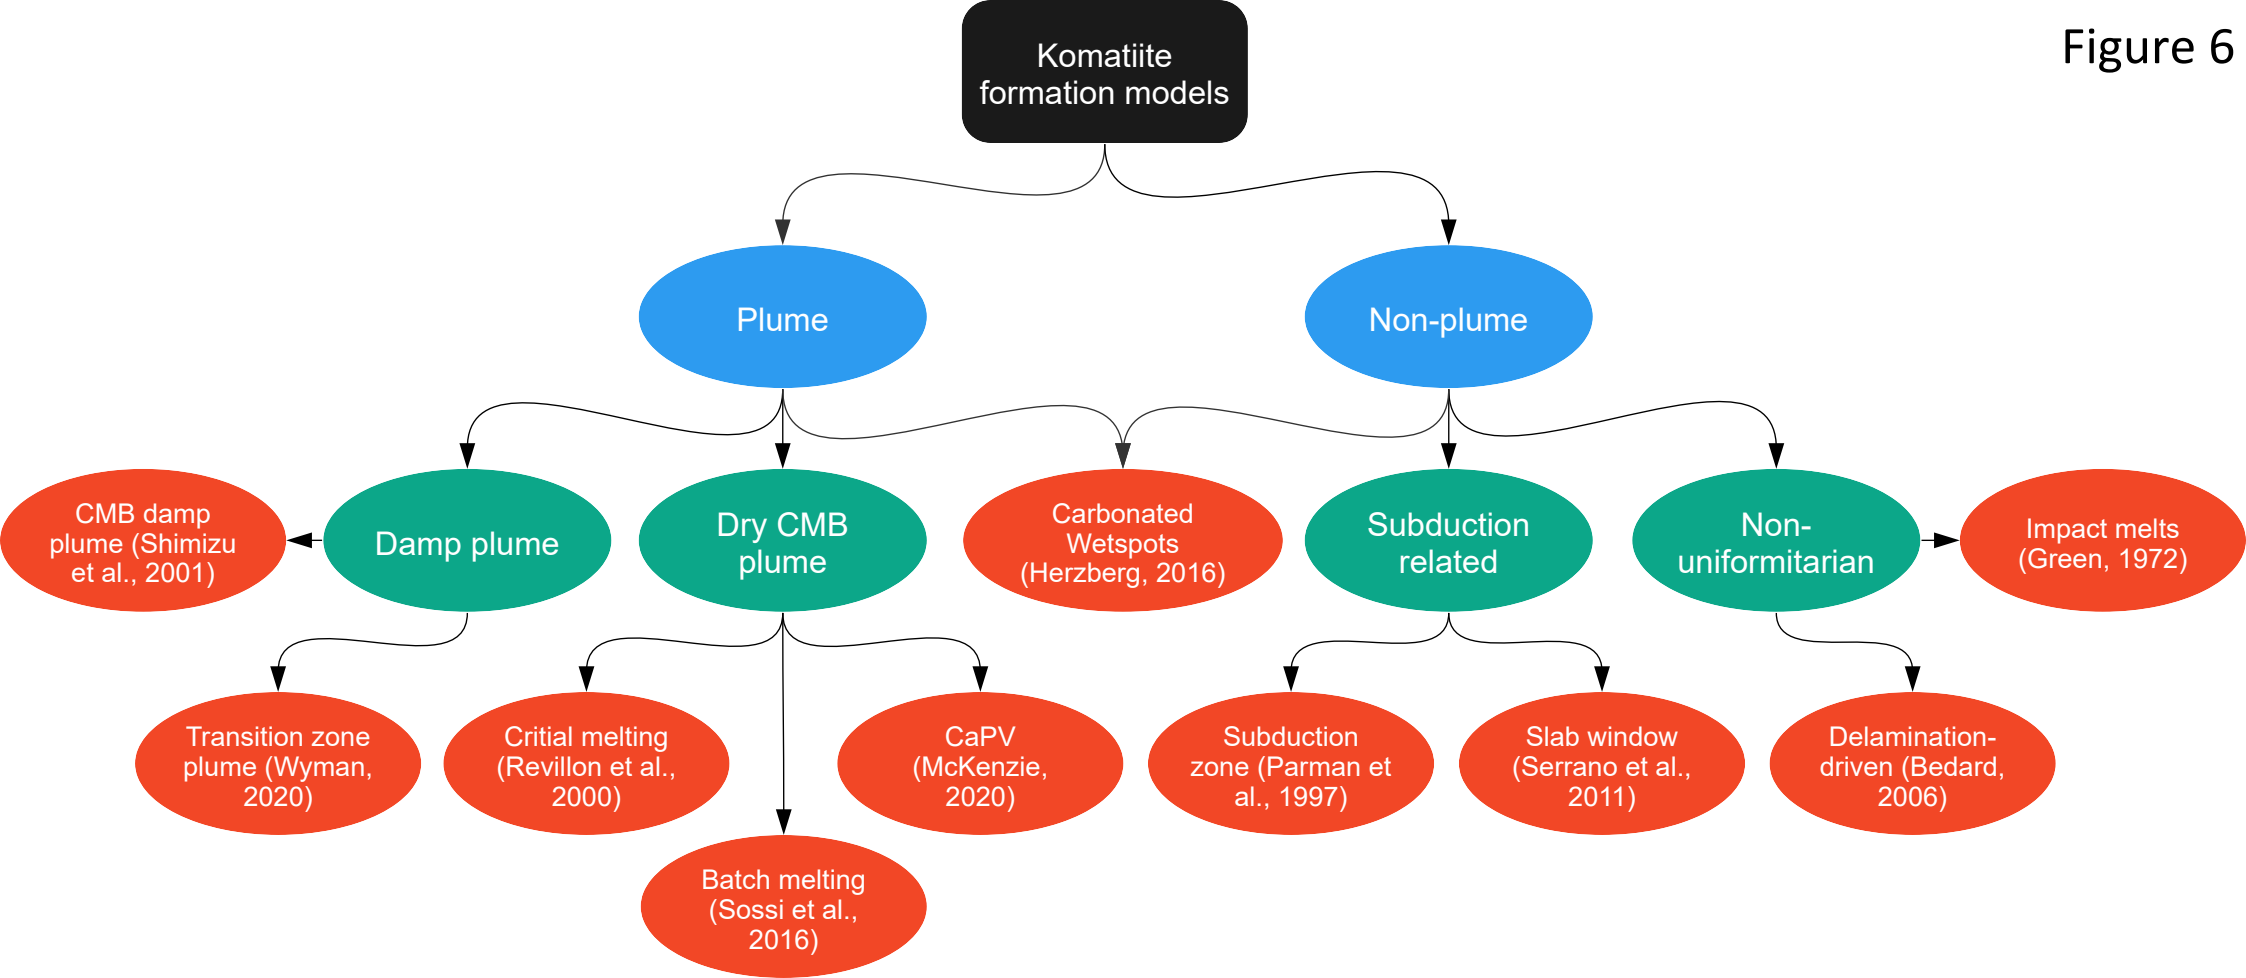 Komatiite
formation models
Figure 6
Plume
Non-plume
CMB damp
plume (Shimizu
et al., 2001)
Damp plume
Dry CMB
plume
Carbonated
Wetspots
(Herzberg, 2016)
Subduction
related
Non-
uniformitarian
Impact melts
(Green, 1972)
Transition zone
plume (Wyman,
2020)
Critial melting
(Revillon et al.,
2000)
CaPV
(McKenzie,
2020)
Subduction
zone (Parman et
al., 1997)
Slab window
(Serrano et al.,
2011)
Delamination-
driven (Bedard,
2006)
Batch melting
(Sossi et al.,
2016)